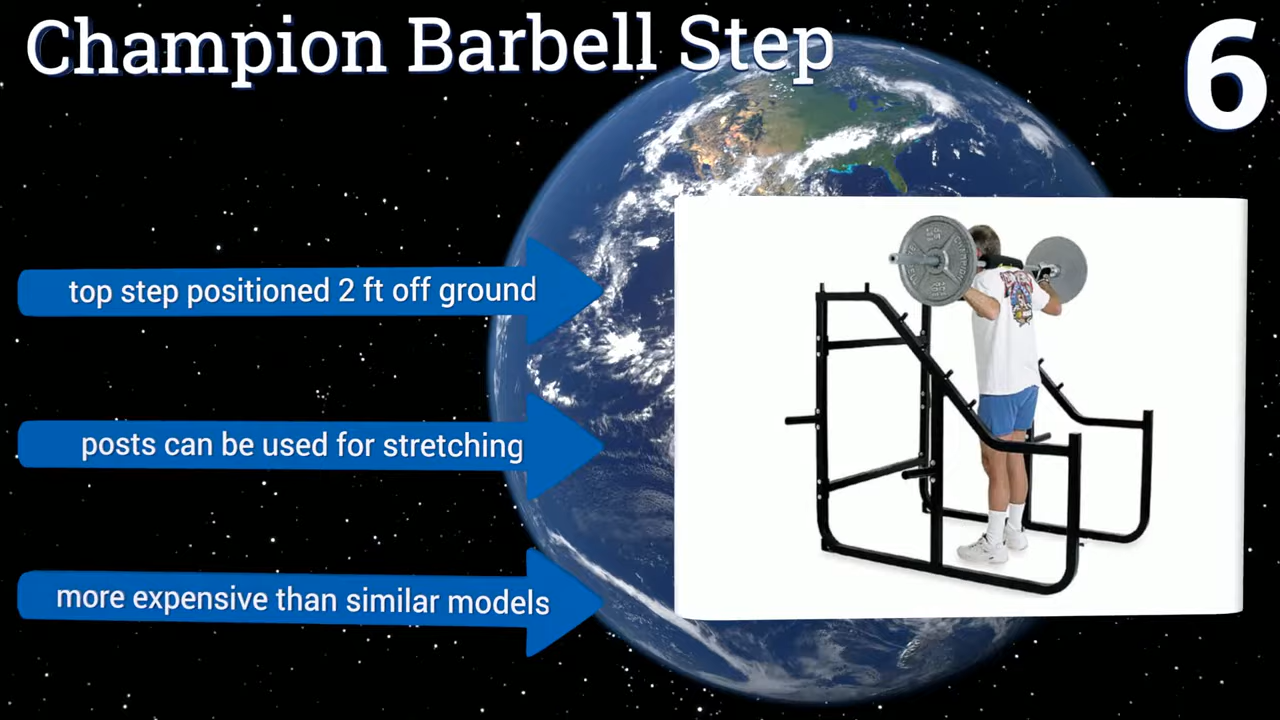 Champion Barbell Step
6
top step positioned 2 ft off ground
posts can be used for stretching
more expensive than similar models